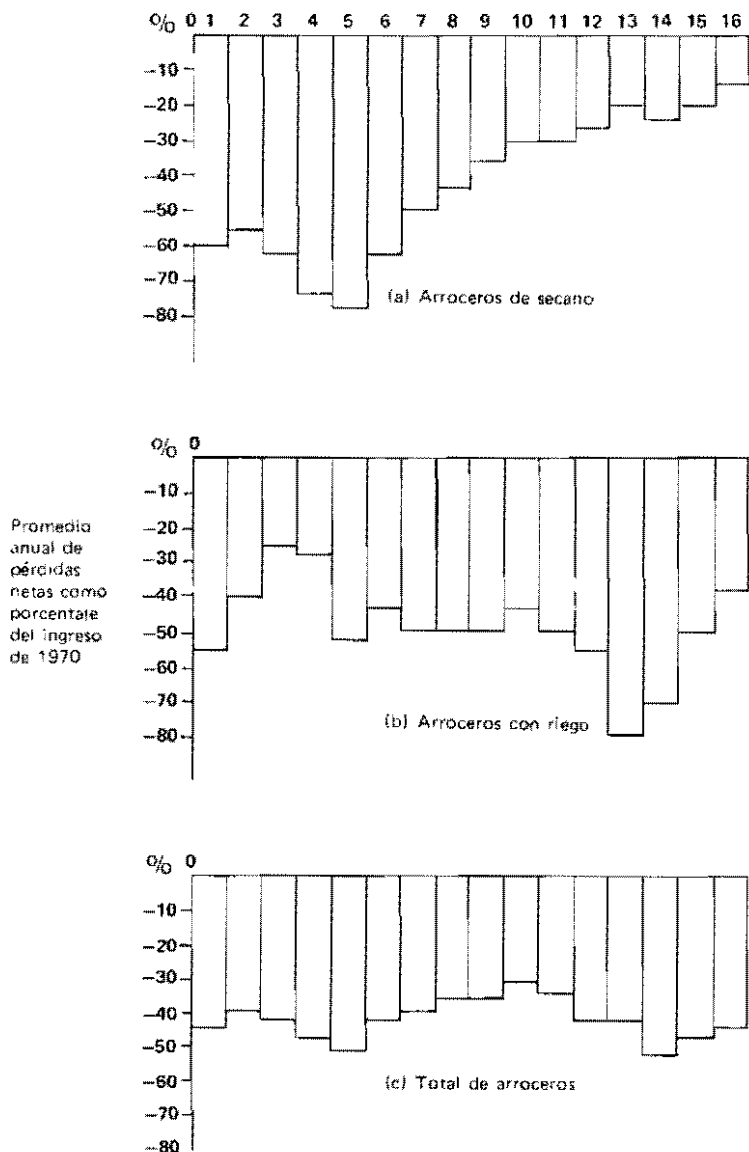 % 0 1 2 3 4 5 6 7 8 9 10 11 12 13 14 15 16
–10
–20
–30
–40
–50
–60
–70
–80
(a) Arroceros de secano
% 0
–10
–20
–30
–40
–50
–60
–70
–80
Promedio
anual de
pérdidas
netas como
porcentaje
del ingreso
de 1970
(b) Arroceros con riego
% 0
–10
–20
–30
–40
–50
–60
–70
–80
(c) Total de arroceros